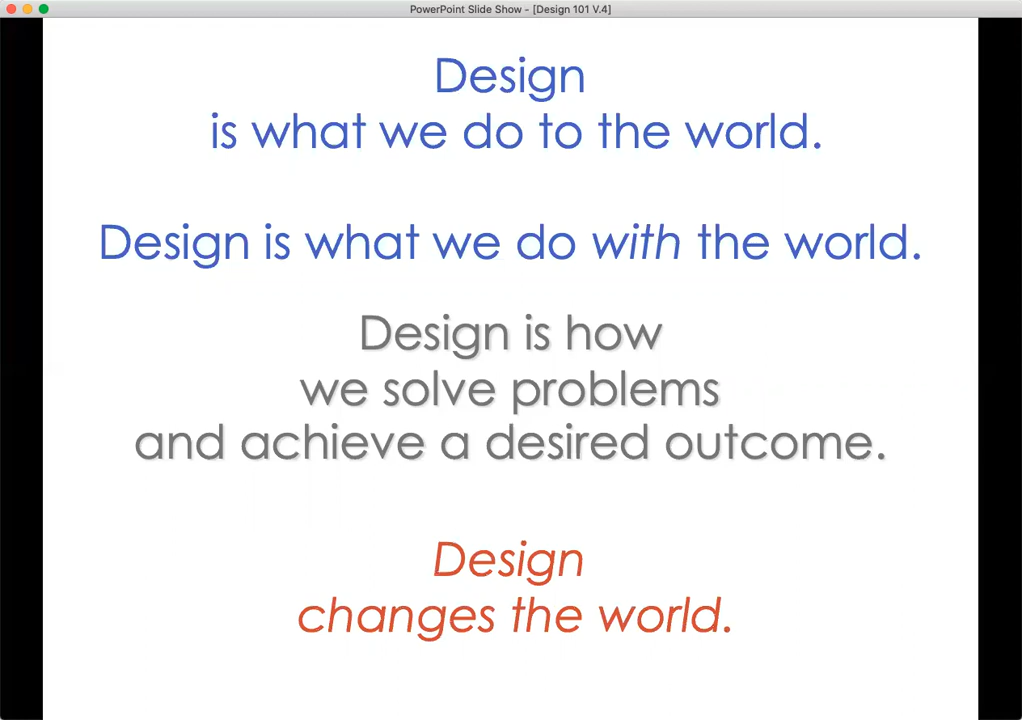 PowerPoint Slide Show - [Design 101 V.4]
Design
is what we do to the world.
Design is what we do with the world.
Design is how
we solve problems
and achieve a desired outcome.
Design
changes the world.